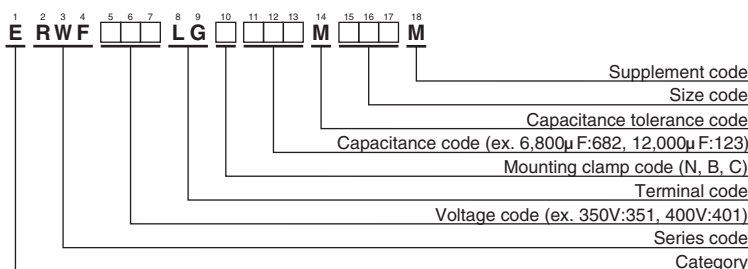 1 2 3 4 5 6 7 8 9 10 11 12 13 14 15 16 17 18
E RWF □□□ LG □ □□□ M □□□ M
Supplement code
Size code
Capacitance tolerance code
Capacitance code (ex. 6,800μF:682, 12,000μF:123)
Mounting clamp code (N, B, C)
Terminal code
Voltage code (ex. 350V:351, 400V:401)
Series code
Category